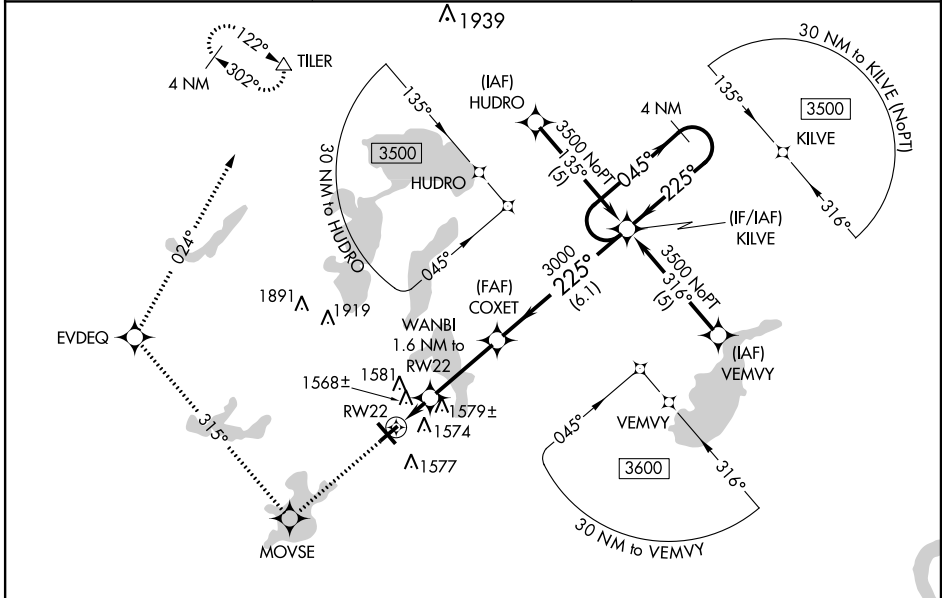 1939
122°
302°
4 NM
TILER
(IAF)
HUDRO
3500 NoPT
135°
(5)
4 NM
045°
225°
30 NM to HUDRO
135°
3500
HUDRO
045°
30 NM to KILVE (NoPT)
135°
3500
KILVE
316°
(IF/IAF)
KILVE
3000
225°
(6.1)
3500 NoPT
316°
(5)
(IAF)
VEMVY
024°
1891
1919
EVDEQ
(FAF)
COXET
WANBI
1.6 NM to
RW22
1581
1568±
RW22
1579±
1574
1577
315°
MOVSE
045°
VEMVY
3600
316°
30 NM to VEMVY